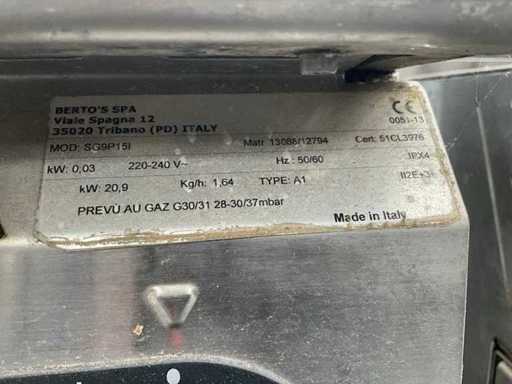 BERTO'S SPA
Viale Spagna 12
35020 Tribano (PD) ITALY
CE
0051-13
MOD: SG9P15I Matr: 13088/12794 Cert: 51CL3976
kW: 0,03 220-240 V~ Hz: 50/60 IPX4
kW: 20,9 Kg/h: 1,64 TYPE: A1 II2E+3+
PREVÙ AU GAZ G30/31 28-30/37mbar
Made in Italy